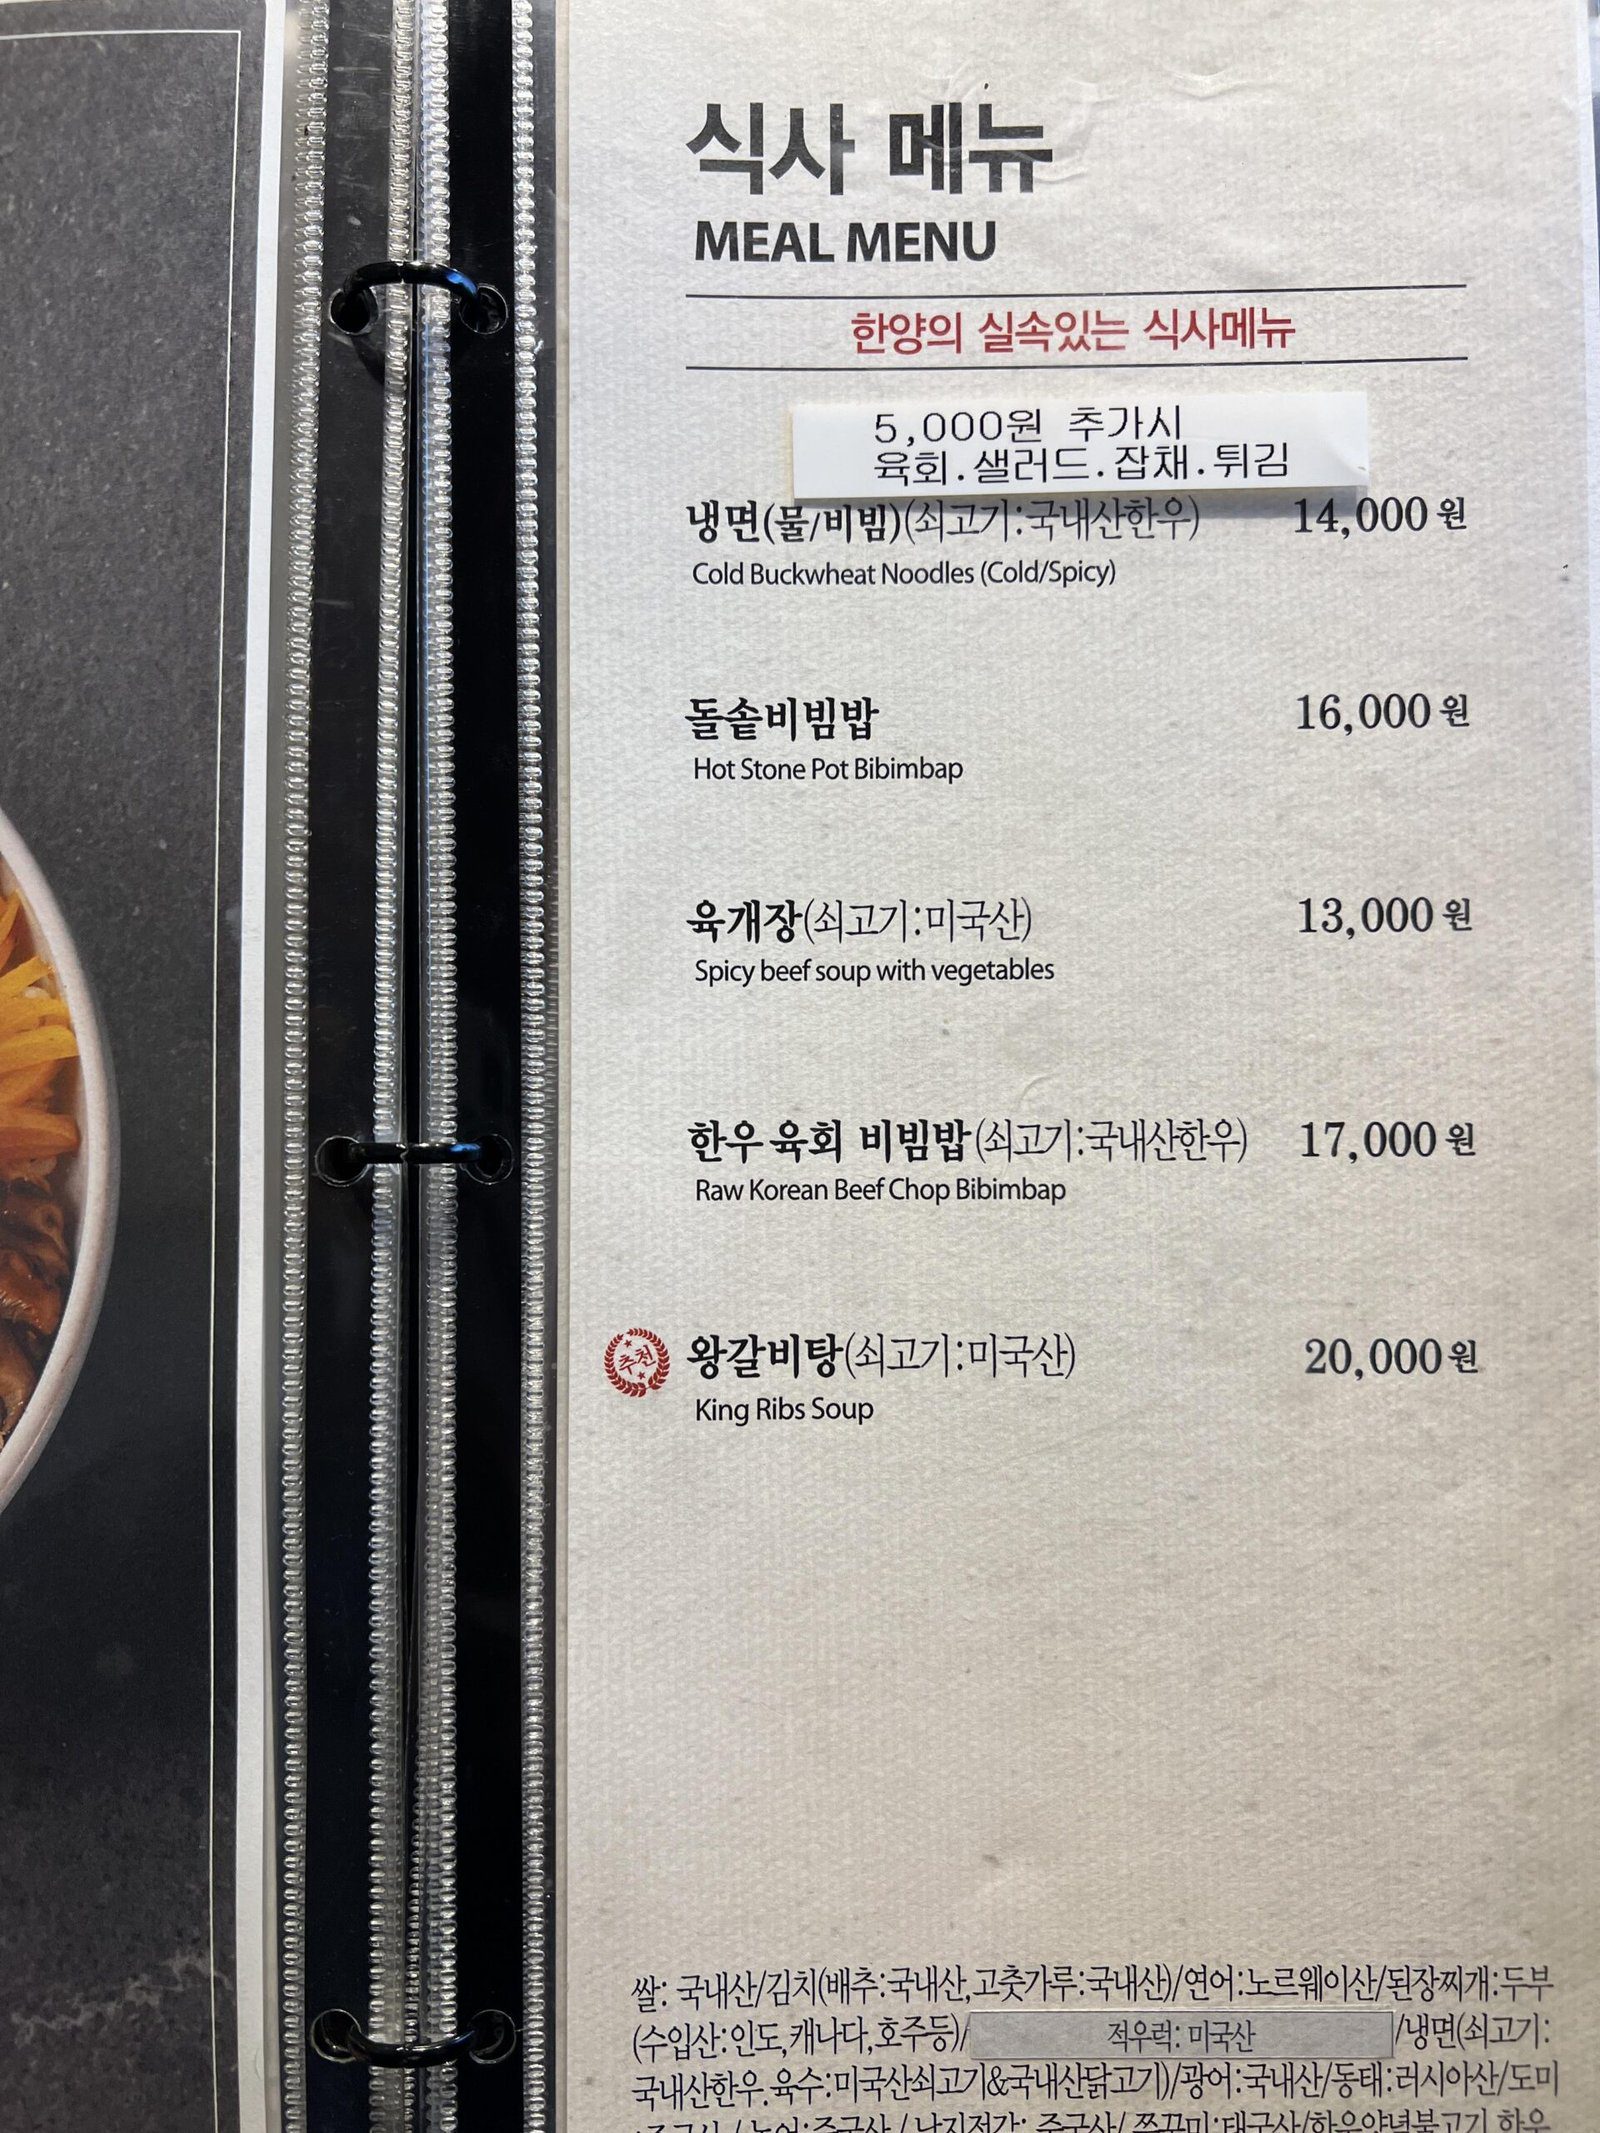 식사 메뉴
MEAL MENU
한양의 실속있는 식사메뉴
5,000원 추가시
육회.샐러드.잡채.튀김
냉면(물/비빔)(쇠고기:국내산한우) 14,000원
Cold Buckwheat Noodles (Cold/Spicy)
돌솥비빔밥 16,000원
Hot Stone Pot Bibimbap
육개장(쇠고기:미국산) 13,000원
Spicy beef soup with vegetables
한우 육회 비빔밥(쇠고기:국내산한우) 17,000원
Raw Korean Beef Chop Bibimbap
추천 왕갈비탕(쇠고기:미국산) 20,000원
King Ribs Soup
쌀: 국내산/김치(배추:국내산,고춧가루:국내산)/연어:노르웨이산/된장찌개:두부
(수입산:인도,캐나다,호주등)/ 적우럭: 미국산 /냉면(쇠고기:
국내산한우.육수:미국산쇠고기&국내산닭고기)/광어:국내산/동태:러시아산/도미